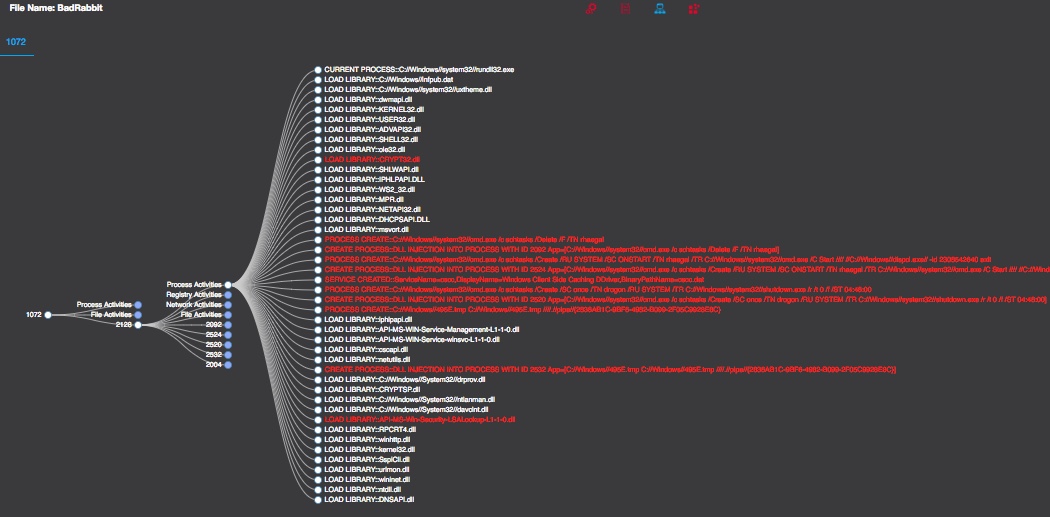 File Name: BadRabbit
1072
CURRENT PROCESS::C://Windows//system32//rundll32.exe
LOAD LIBRARY::C://Windows//infpub.dat
LOAD LIBRARY::C://Windows//system32//uxtheme.dll
LOAD LIBRARY::dwmapi.dll
LOAD LIBRARY::KERNEL32.dll
LOAD LIBRARY::USER32.dll
LOAD LIBRARY::ADVAPI32.dll
LOAD LIBRARY::SHELL32.dll
LOAD LIBRARY::ole32.dll
LOAD LIBRARY::CRYPT32.dll
LOAD LIBRARY::SHLWAPI.dll
LOAD LIBRARY::IPHLPAPI.DLL
LOAD LIBRARY::WS2_32.dll
LOAD LIBRARY::MPR.dll
LOAD LIBRARY::NETAPI32.dll
LOAD LIBRARY::DHCPSAPI.DLL
LOAD LIBRARY::msvcrt.dll
PROCESS CREATE::C://Windows//system32//cmd.exe /c schtasks /Delete /F /TN rhaegal
CREATE PROCESS::DLL INJECTION INTO PROCESS WITH ID 2092 App=[C://Windows//system32//cmd.exe /c schtasks /Delete /F /TN rhaegal]
PROCESS CREATE::C://Windows//system32//cmd.exe /c schtasks /Create /RU SYSTEM /SC ONSTART /TN rhaegal /TR C://Windows//system32//cmd.exe /C Start //// //C://Windows//dispci.exe// -id exit
CREATE PROCESS::DLL INJECTION INTO PROCESS WITH ID 2524 App=[C://Windows//system32//cmd.exe /c schtasks /Create /RU SYSTEM /SC ONSTART /TN rhaegal /TR C://Windows//system32//cmd.exe /C Start //// //C://Wind
SERVICE CREATED::ServiceName=cscc,DisplayName=Windows Client Side Caching DDriver,BinaryPathName=cscc.dat
PROCESS CREATE::C://Windows//system32//cmd.exe /c schtasks /Create /SC once /TN drogon /RU SYSTEM /TR C://Windows//system32//shutdown.exe /r /t 0 /f /ST 04:48:00
CREATE PROCESS::DLL INJECTION INTO PROCESS WITH ID 2520 App=[C://Windows//system32//cmd.exe /c schtasks /Create /SC once /TN drogon /RU SYSTEM /TR C://Windows//system32//shutdown.exe /r /t 0 /f /ST 04:48:00]
PROCESS CREATE::C://Windows//495E.tmp C://Windows//495E.tmp //// /pipe//
LOAD LIBRARY::iphlpapi.dll
LOAD LIBRARY::API-MS-WIN-Service-Management-L1-1-0.dll
LOAD LIBRARY::API-MS-WIN-Service-winsvc-L1-1-0.dll
LOAD LIBRARY::cscapi.dll
LOAD LIBRARY::netutils.dll
CREATE PROCESS::DLL INJECTION INTO PROCESS WITH ID 2532 App=[C://Windows//495E.tmp C://Windows//495E.tmp //// /pipe//
LOAD LIBRARY::C://Windows//System32//drprov.dll
LOAD LIBRARY::CRYPTSP.dll
LOAD LIBRARY::C://Windows//System32//ntlanman.dll
LOAD LIBRARY::C://Windows//System32//davclnt.dll
LOAD LIBRARY::API-MS-Win-Security-LSALookup-L1-1-0.dll
LOAD LIBRARY::RPCRT4.dll
LOAD LIBRARY::winhttp.dll
LOAD LIBRARY::kernel32.dll
LOAD LIBRARY::SspiCli.dll
LOAD LIBRARY::urlmon.dll
LOAD LIBRARY::wininet.dll
LOAD LIBRARY::ntdll.dll
LOAD LIBRARY::DNSAPI.dll
Process Activities
Registry Activities
Network Activities
File Activities
2092
2524
2520
2532
2004
Process Activities
File Activities
2128
1072